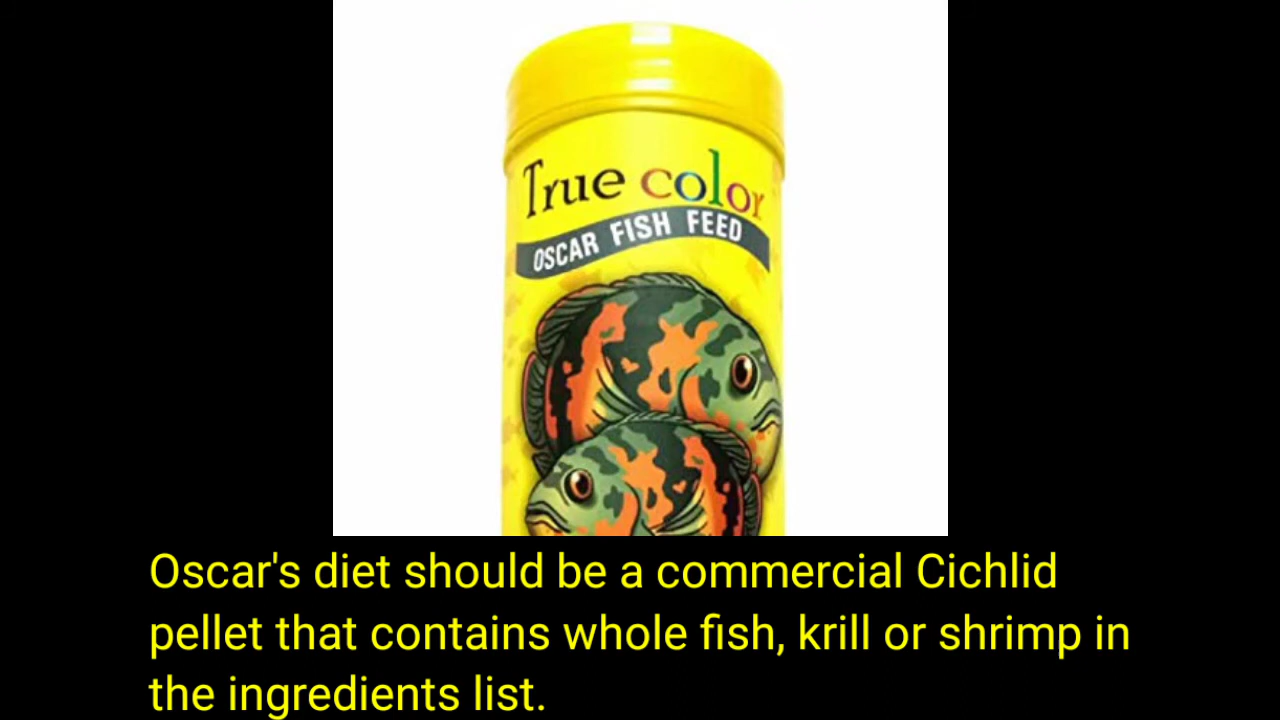 True color
OSCAR FISH FEED
Oscar's diet should be a commercial Cichlid
pellet that contains whole fish, krill or shrimp in
the ingredients list.